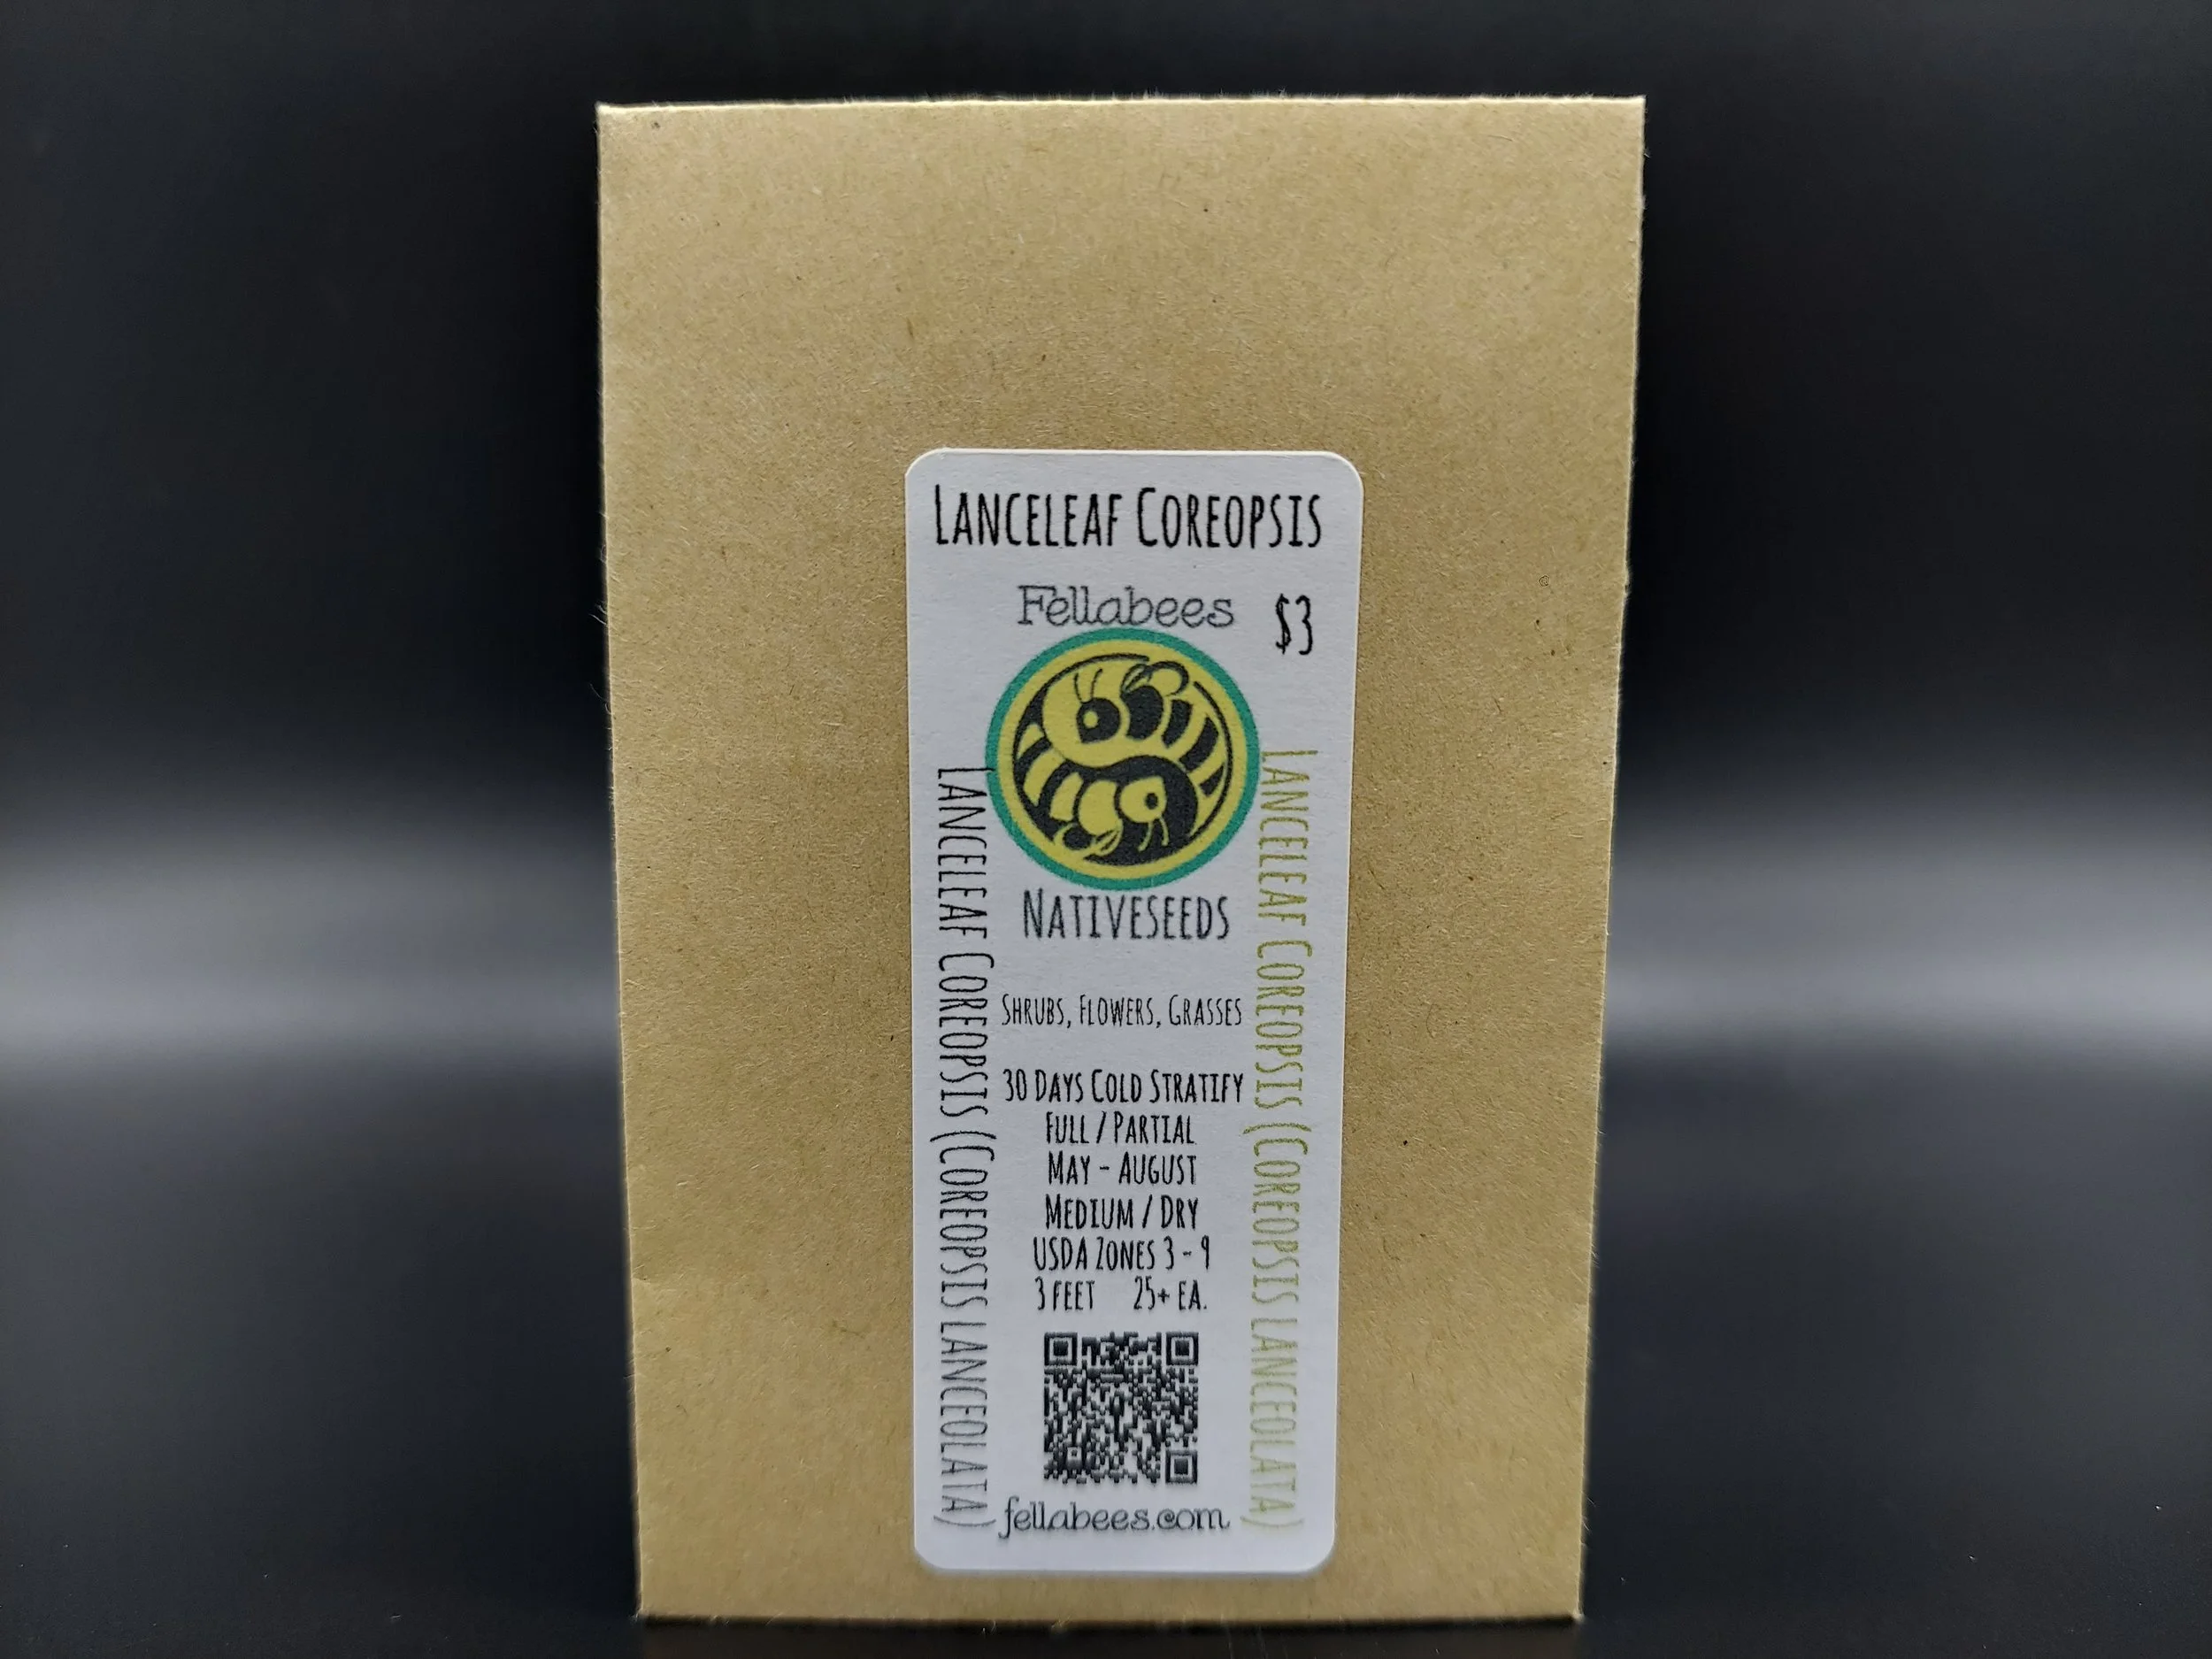 Lanceleaf Coreopsis
Fellabees
$3
Nativeseeds
Shrubs, Flowers, Grasses
30 Days Cold Stratify
Full / Partial
May - August
Medium / Dry
USDA Zones 3 - 9
3 feet 25+ ea.
fellabees.com
Lanceleaf Coreopsis (Coreopsis lanceolata)
Lanceleaf Coreopsis (Coreopsis lanceolata)